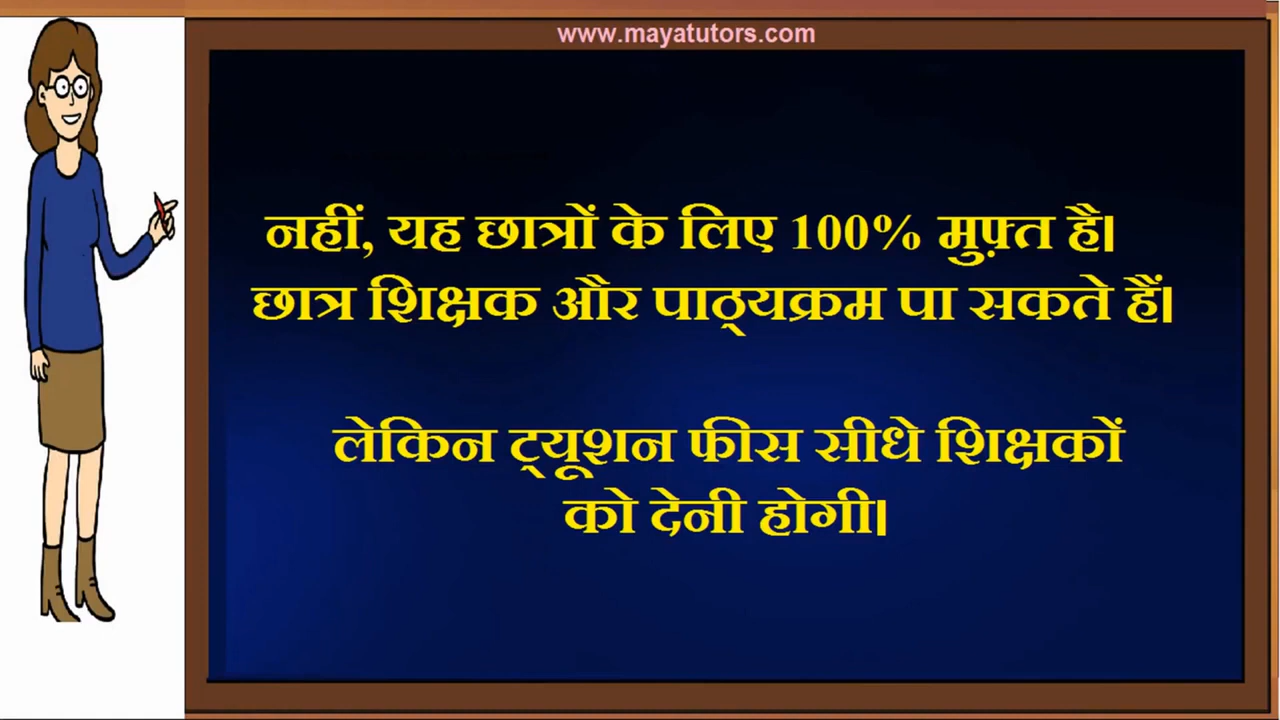 www.mayatutors.com
नहीं, यह छात्रों के लिए 100% मुफ़्त है।
छात्र शिक्षक और पाठ्यक्रम पा सकते हैं।
लेकिन ट्यूशन फीस सीधे शिक्षकों
को देनी होगी।